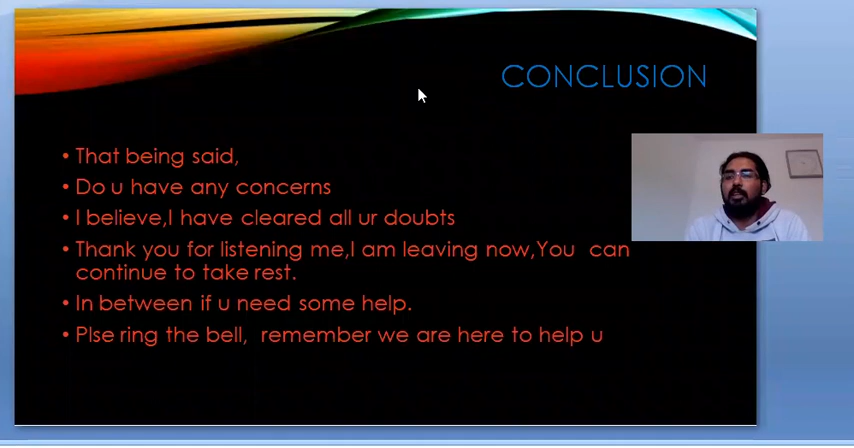 CONCLUSION
• That being said,
• Do u have any concerns
• I believe,I have cleared all ur doubts
• Thank you for listening me,I am leaving now,You can
continue to take rest.
• In between if u need some help.
• Plse ring the bell, remember we are here to help u